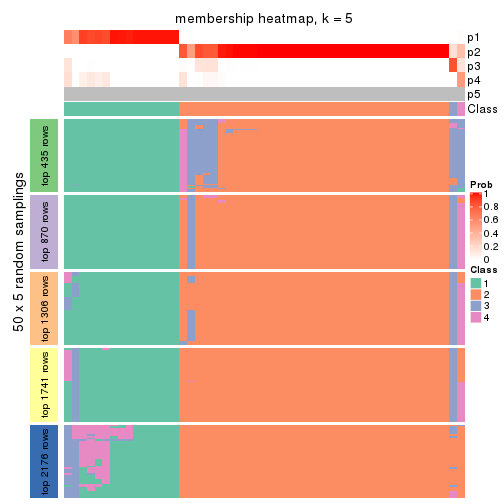 membership heatmap, k = 5
p1
p2
p3
p4
p5
Class
50 x 5 random samplings
top 435 rows
top 870 rows
top 1306 rows
top 1741 rows
top 2176 rows
Prob
1
0.8
0.6
0.4
0.2
0
Class
1
2
3
4